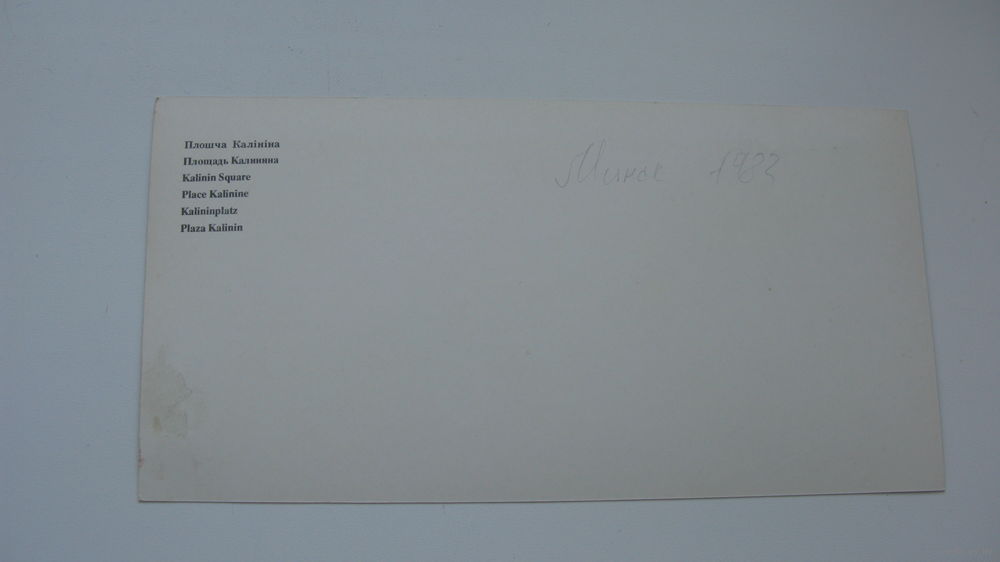 Плошча Калініна
Площадь Калинина
Kalinin Square
Place Kalinine
Kalininplatz
Plaza Kalinin
Минск 1982